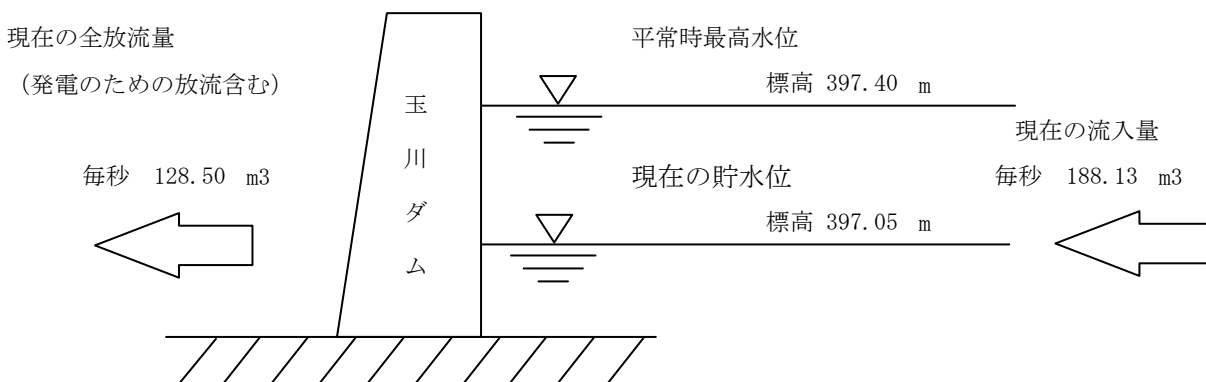 現在の全放流量
(発電のための放流含む)
毎秒 128.50 m3
玉川ダム
平常時最高水位
標高 397.40 m
現在の貯水位
標高 397.05 m
現在の流入量
毎秒 188.13 m3